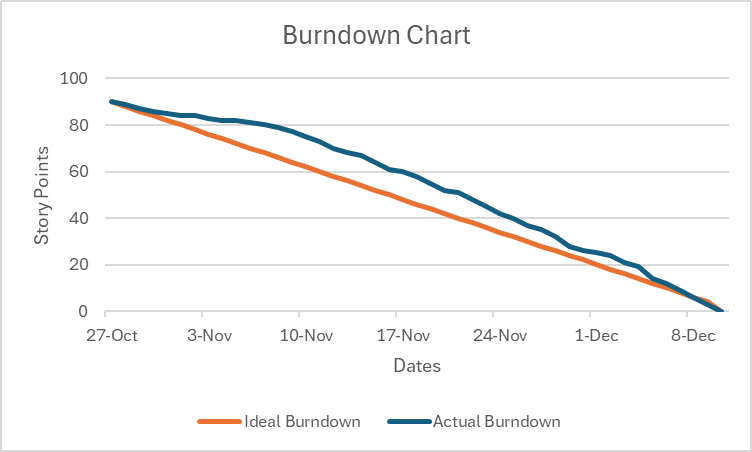 Burndown Chart
100
80
60
40
20
0
Story Points
27-Oct 3-Nov 10-Nov 17-Nov 24-Nov 1-Dec 8-Dec
Dates
Ideal Burndown Actual Burndown